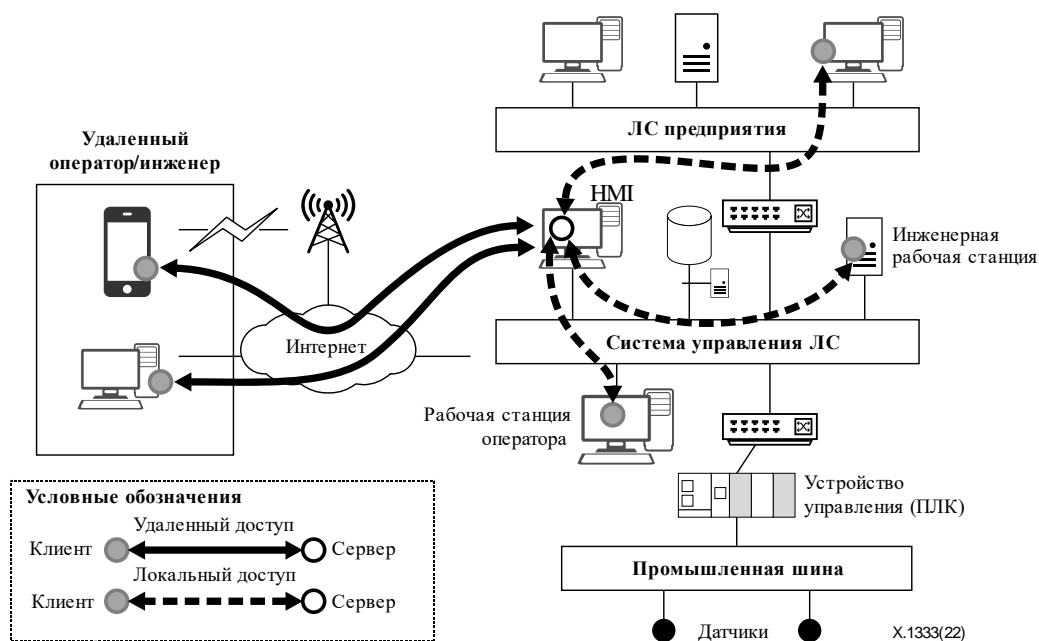 ЛС предприятия
Удаленный
оператор/инженер
HMI
Инженерная
рабочая станция
Интернет
Система управления ЛС
Рабочая станция
оператора
Устройство
управления (ПЛК)
Условные обозначения
Удаленный доступ
Клиент
Сервер
Локальный доступ
Клиент
Сервер
Промышленная шина
Датчики
X.1333(22)